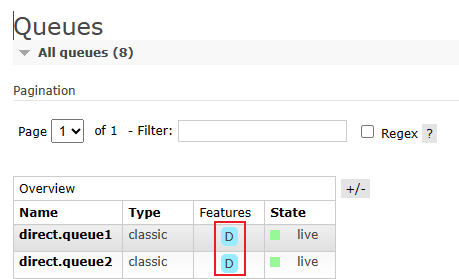 Queues
All queues (8)
Pagination
Page 1 of 1 - Filter: Regex ?
Overview +/-
Name Type Features State
direct.queue1 classic D live
direct.queue2 classic D live